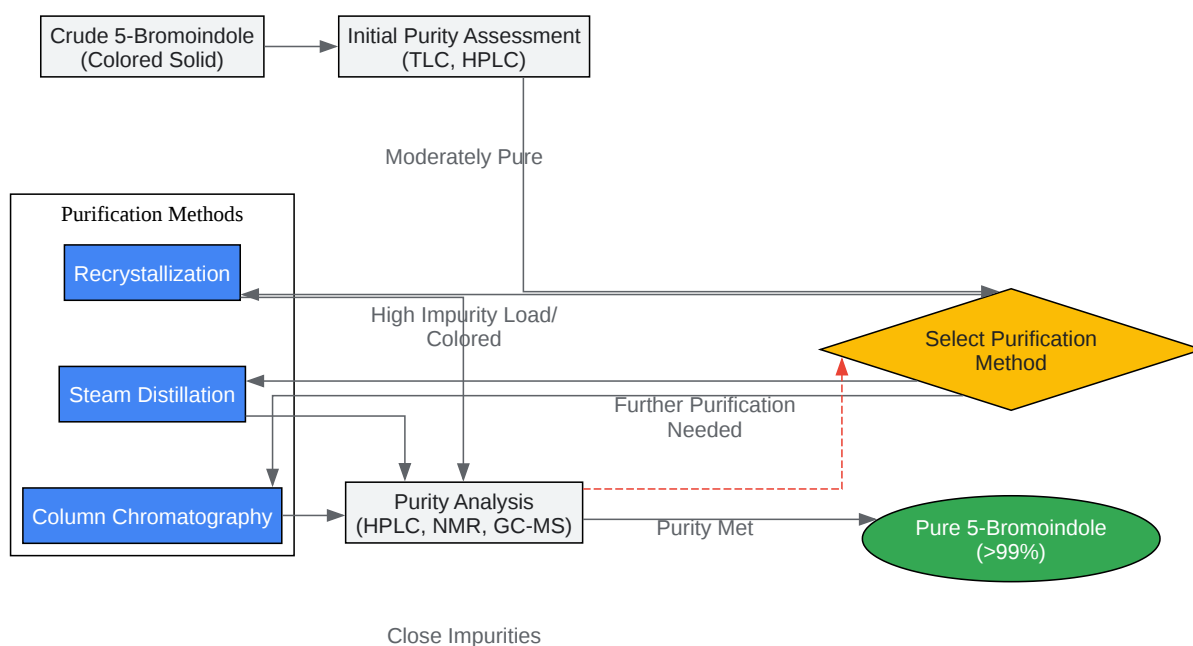 Crude 5-Bromoindole
(Colored Solid)
Initial Purity Assessment
(TLC, HPLC)
Moderately Pure
Purification Methods
Recrystallization
High Impurity Load/
Colored
Select Purification
Method
Steam Distillation
Further Purification
Needed
Column Chromatography
Purity Analysis
(HPLC, NMR, GC-MS)
Purity Met
Pure 5-Bromoindole
(>99%)
Close Impurities